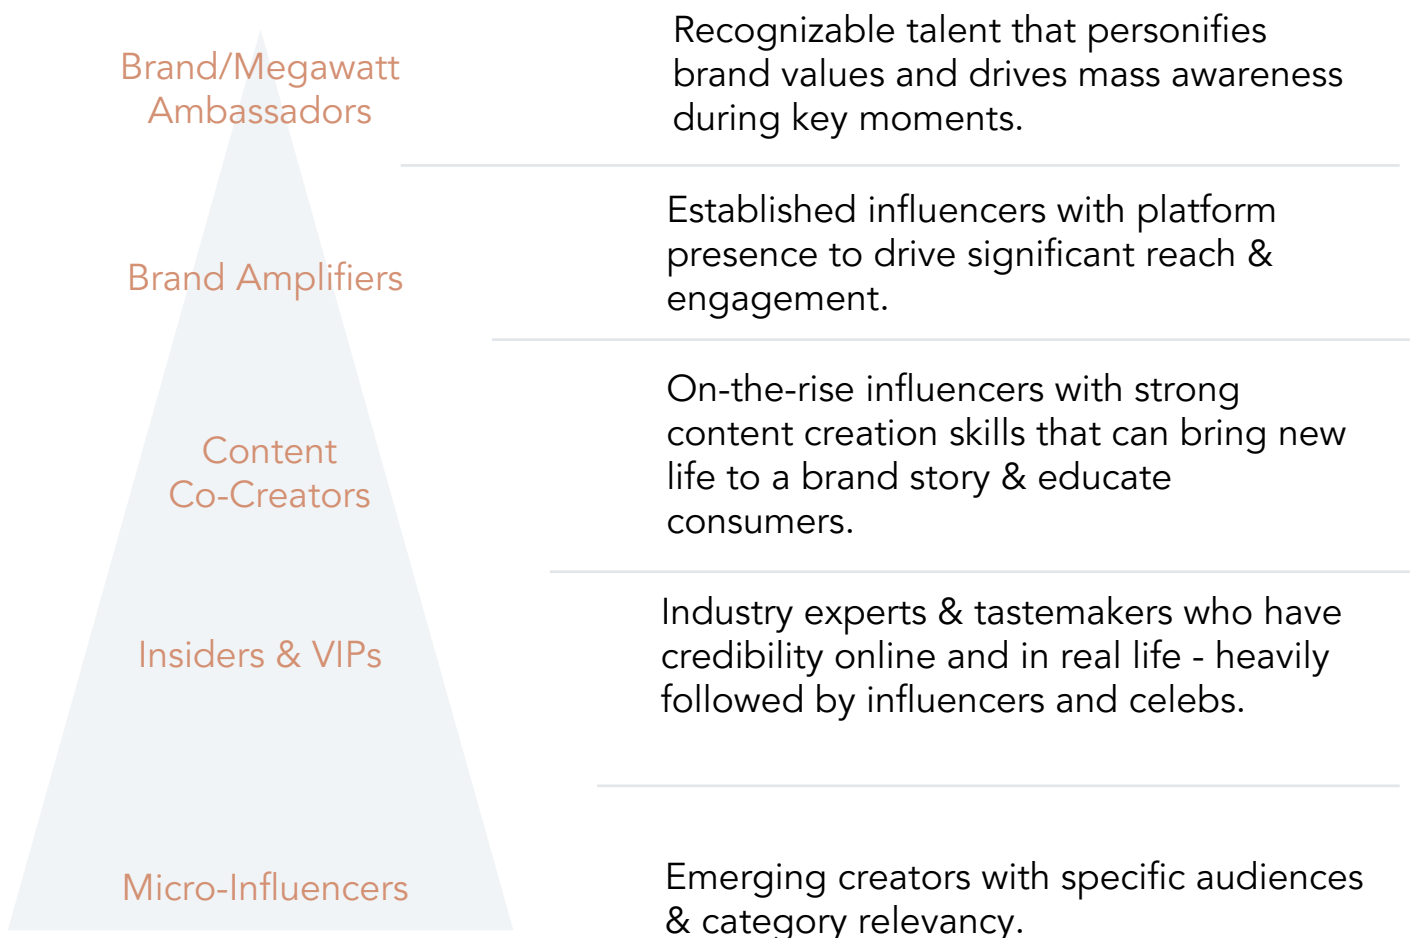 Brand/Megawatt
Ambassadors
Recognizable talent that personifies
brand values and drives mass awareness
during key moments.
Brand Amplifiers
Established influencers with platform
presence to drive significant reach &
engagement.
Content
Co-Creators
On-the-rise influencers with strong
content creation skills that can bring new
life to a brand story & educate
consumers.
Insiders & VIPs
Industry experts & tastemakers who have
credibility online and in real life - heavily
followed by influencers and celebs.
Micro-Influencers
Emerging creators with specific audiences
& category relevancy.